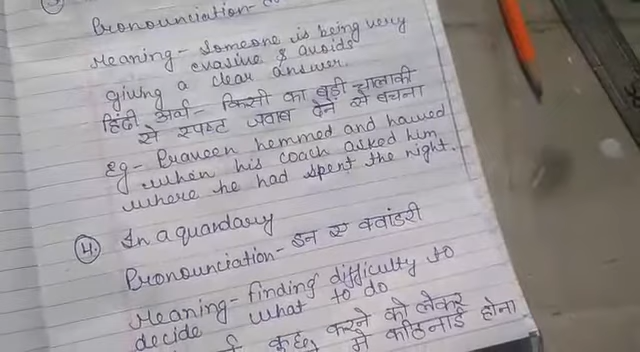 Pronounciation-
Meaning - Someone is being very
evasive & avoids
giving a clear answer.
हिंदी अर्थ - किसी का बड़ी चालाकी
से स्पष्ट जवाब देने से बचना
Eg - Praveen hemmed and hawed
when his coach asked him
where he had spent the night.
4. In a quandary
Pronounciation - इन ए क्वांडरी
Meaning - finding difficulty to
decide what to do
कुछ करने को लेकर
में कठिनाई होना